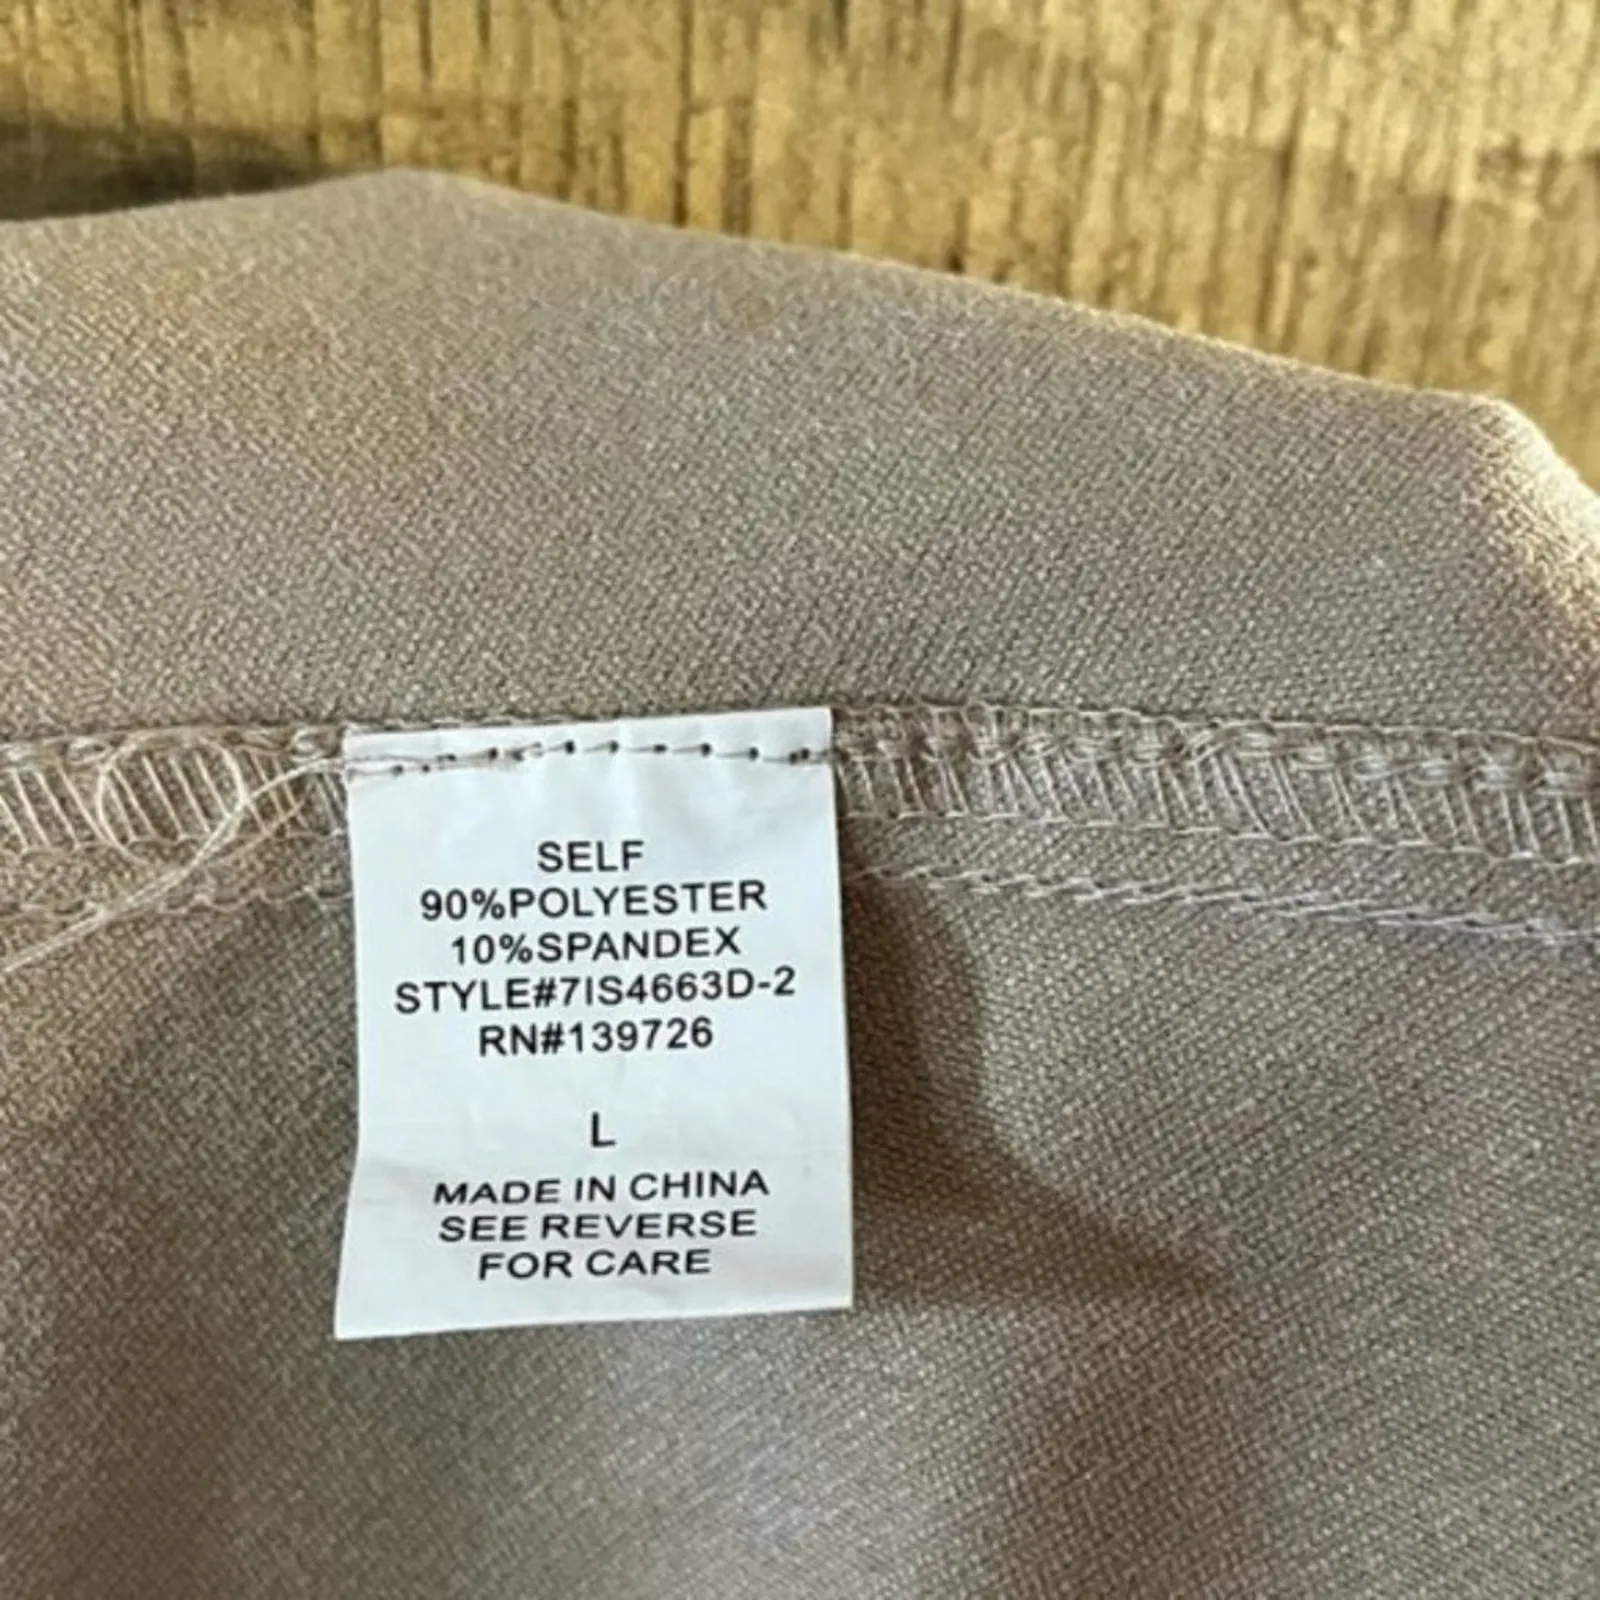 SELF
90%POLYESTER
10%SPANDEX
STYLE#7IS4663D-2
RN#139726
L
MADE IN CHINA
SEE REVERSE
FOR CARE